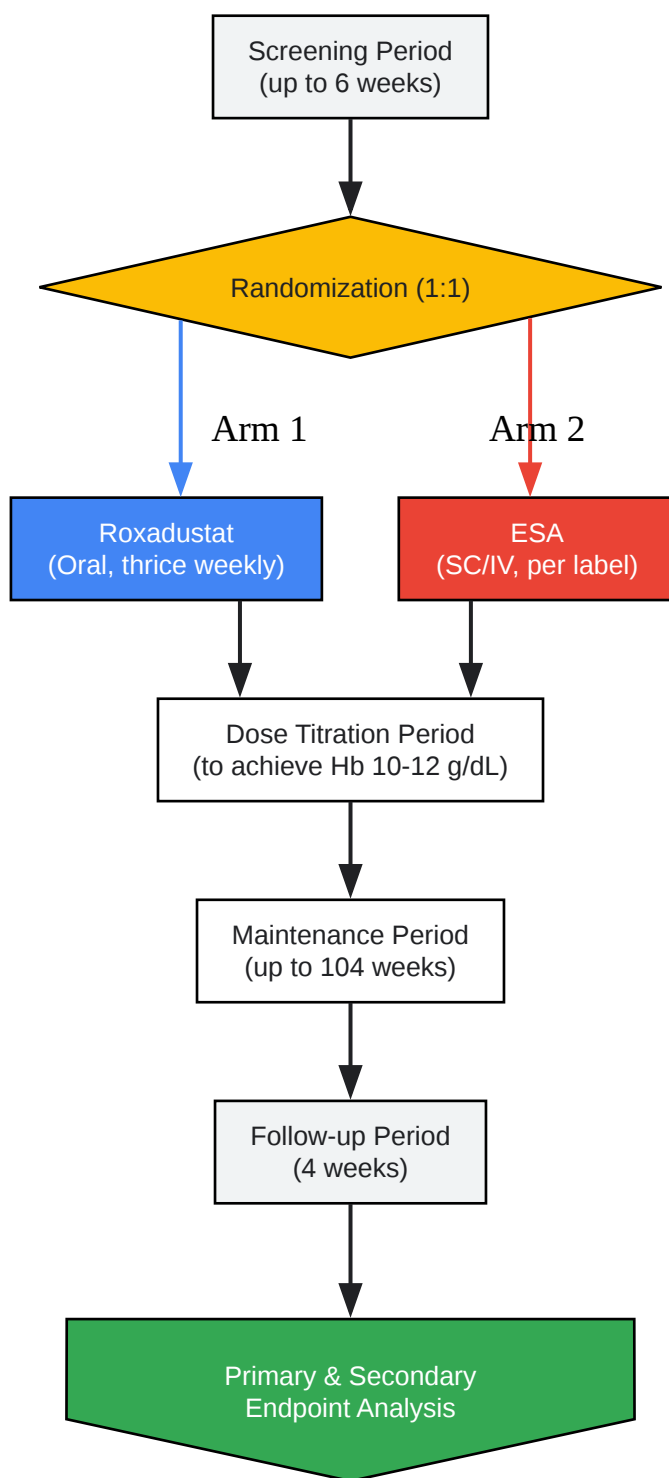 Screening Period
(up to 6 weeks)
Randomization (1:1)
Arm 1
Arm 2
Roxadustat
(Oral, thrice weekly)
ESA
(SC/IV, per label)
Dose Titration Period
(to achieve Hb 10-12 g/dL)
Maintenance Period
(up to 104 weeks)
Follow-up Period
(4 weeks)
Primary & Secondary
Endpoint Analysis